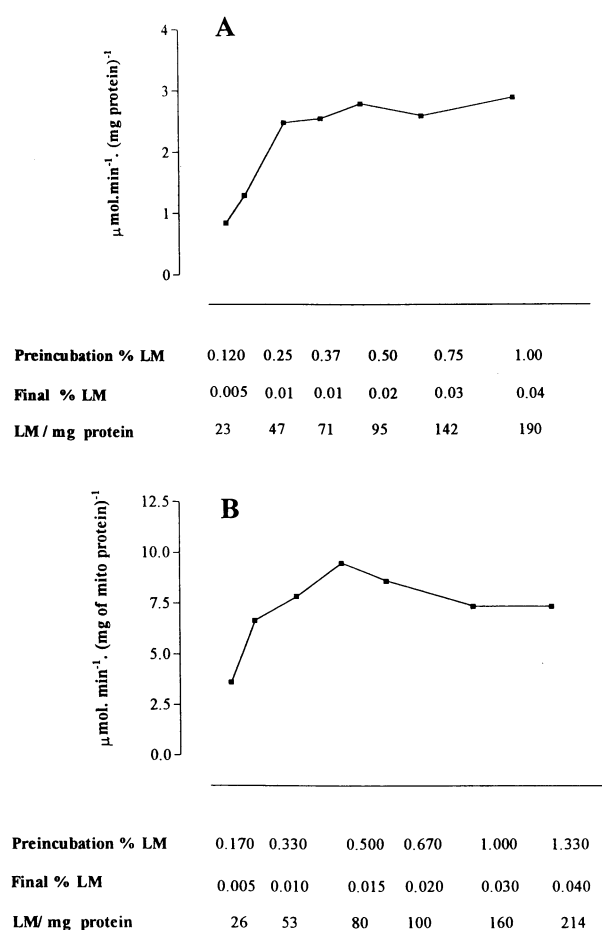 A
μmol.min-1. (mg protein)-1
4
3
2
1
0
Preincubation % LM 0.120 0.25 0.37 0.50 0.75 1.00
Final % LM 0.005 0.01 0.01 0.02 0.03 0.04
LM / mg protein 23 47 71 95 142 190
B
μmol. min-1. (mg of mito protein)-1
12.5
10.0
7.5
5.0
2.5
0.0
Preincubation % LM 0.170 0.330 0.500 0.670 1.000 1.330
Final % LM 0.005 0.010 0.015 0.020 0.030 0.040
LM/ mg protein 26 53 80 100 160 214